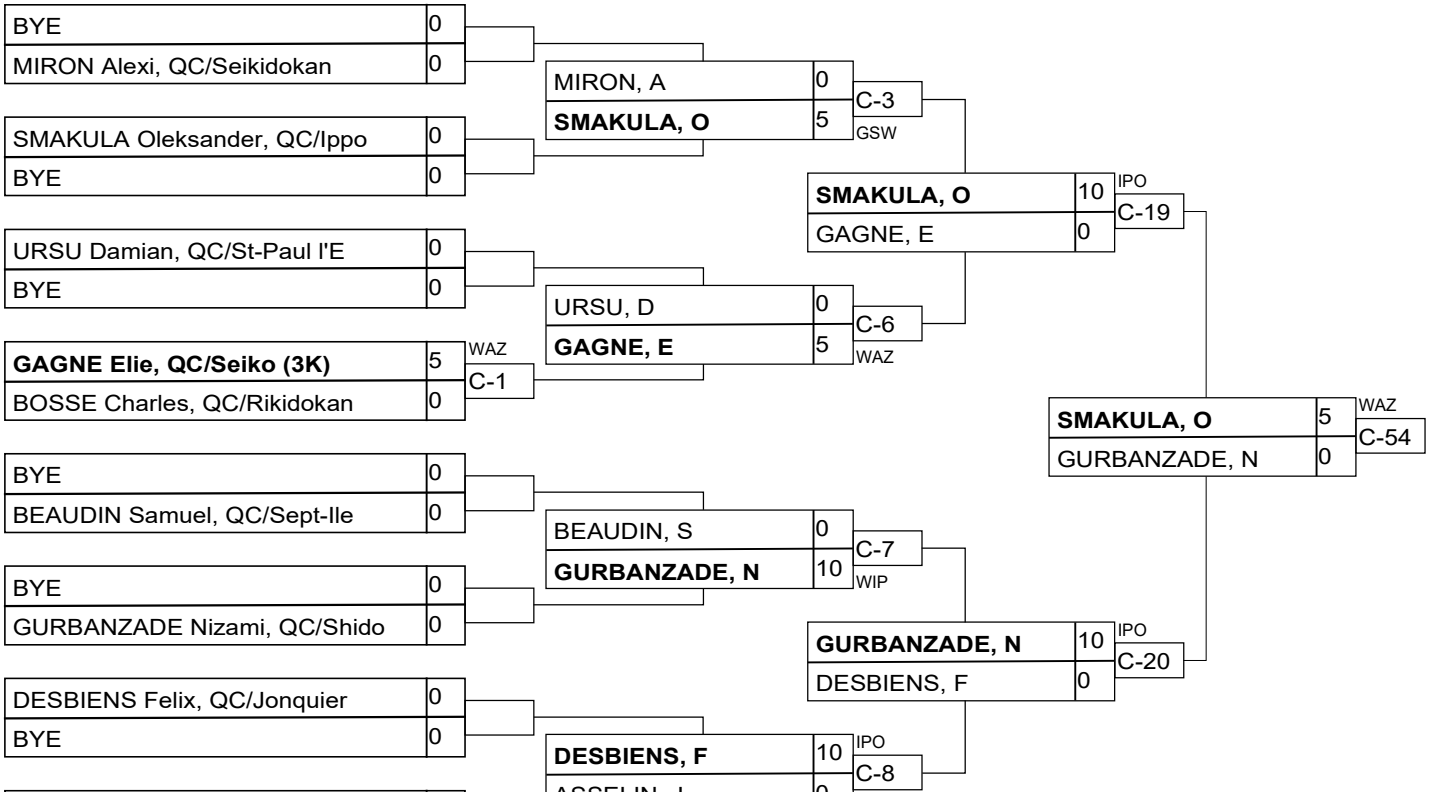 BYE 0
MIRON Alexi, QC/Seikidokan 0
SMAKULA Oleksander, QC/Ippo 0
BYE 0
URSU Damian, QC/St-Paul l'E 0
BYE 0
GAGNE Elie, QC/Seiko (3K) 5 WAZ
C-1
BOSSE Charles, QC/Rikidokan 0
BYE 0
BEAUDIN Samuel, QC/Sept-Ile 0
BYE 0
GURBANZADE Nizami, QC/Shido 0
DESBIENS Felix, QC/Jonquier 0
BYE 0
MIRON, A 0
C-3
SMAKULA, O 5 GSW
URSU, D 0
C-6
GAGNE, E 5 WAZ
BEAUDIN, S 0
C-7
GURBANZADE, N 10 WIP
DESBIENS, F 10 IPO
C-8
SMAKULA, O 10 IPO
C-19
GAGNE, E 0
GURBANZADE, N 10 IPO
C-20
DESBIENS, F 0
SMAKULA, O 5 WAZ
C-54
GURBANZADE, N 0